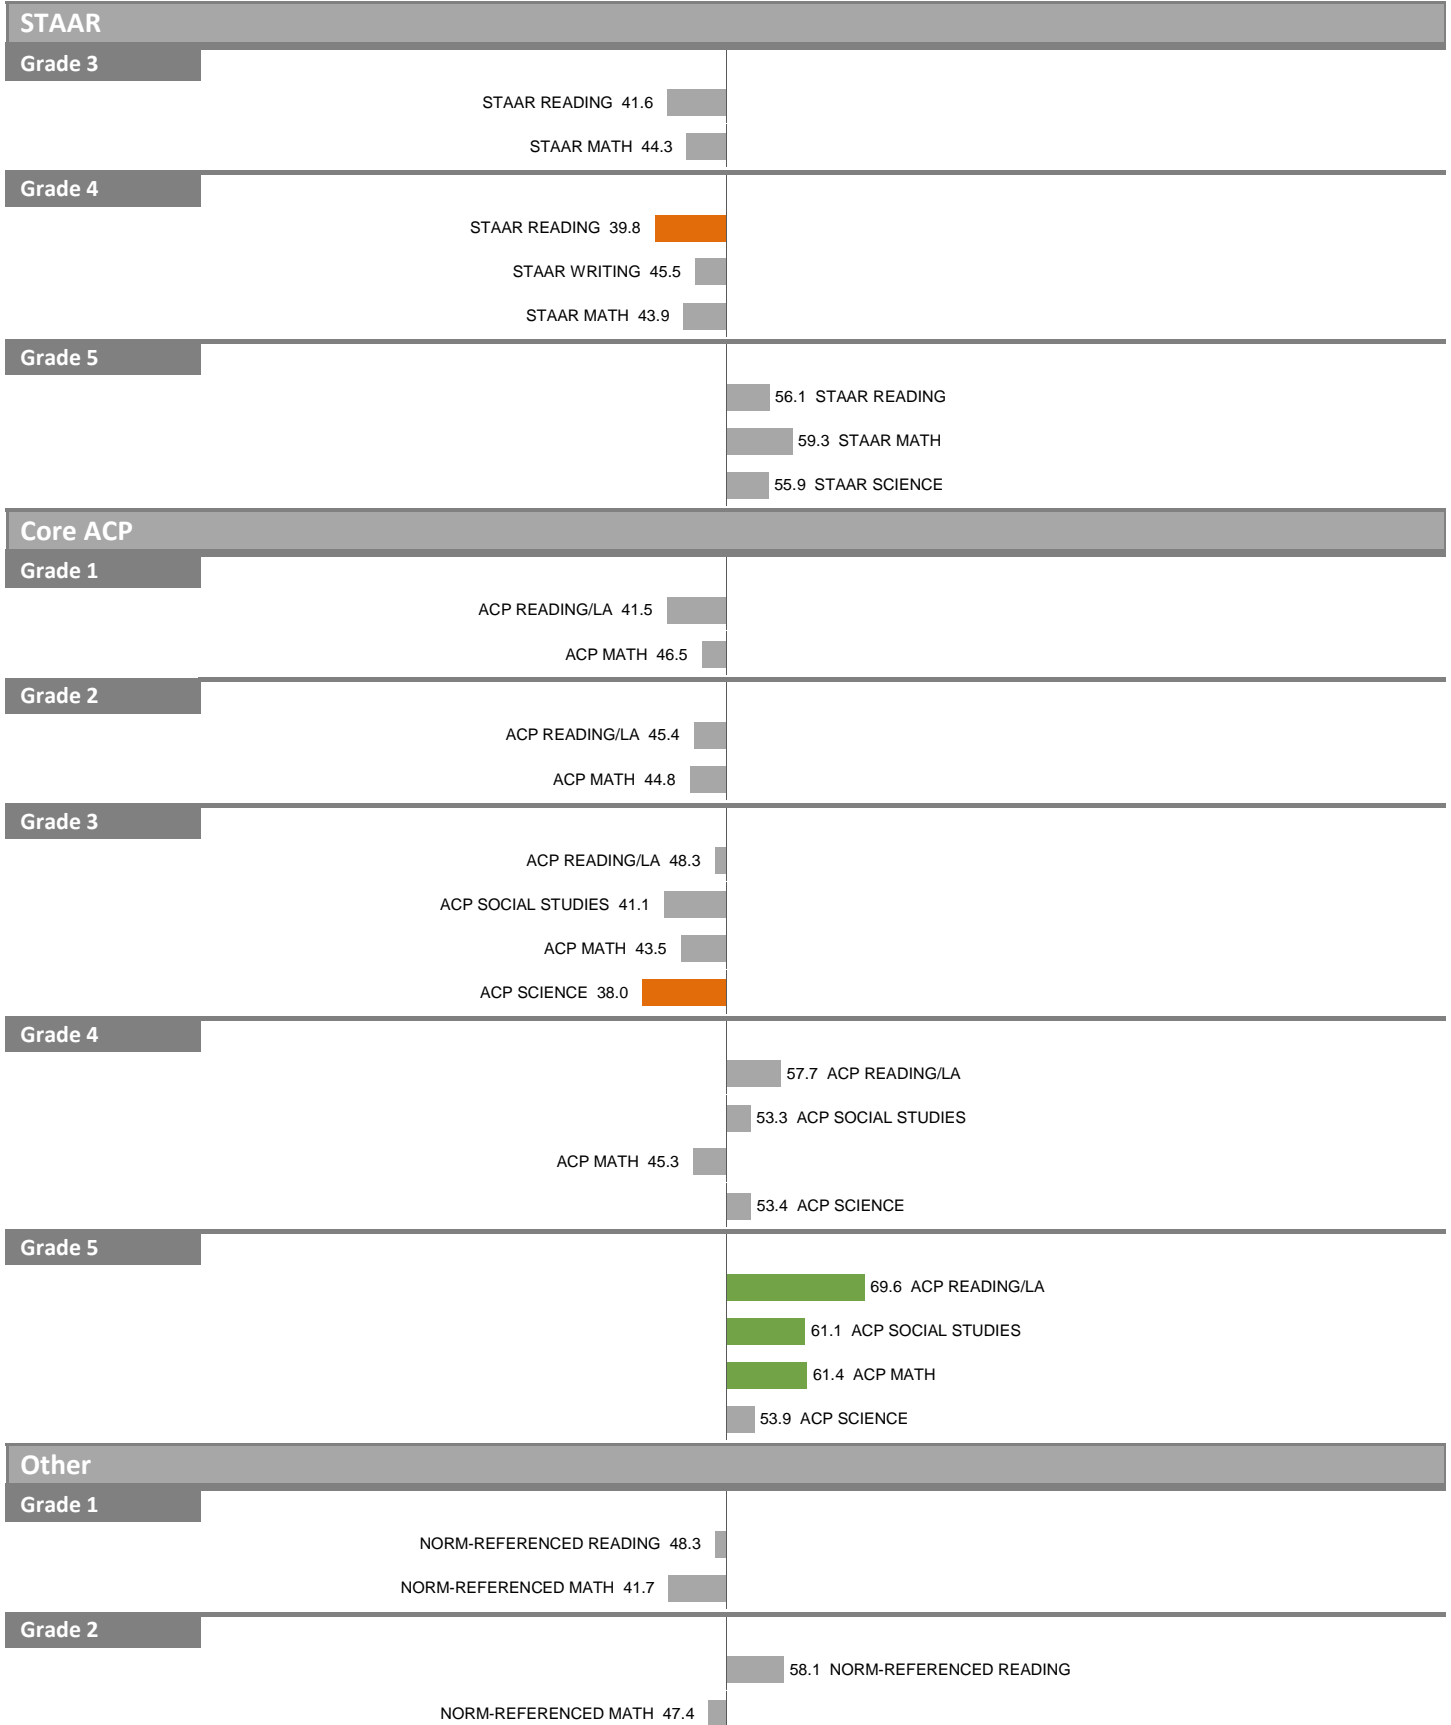 STAAR
Grade 3
STAAR READING 41.6
STAAR MATH 44.3
Grade 4
STAAR READING 39.8
STAAR WRITING 45.5
STAAR MATH 43.9
Grade 5
56.1 STAAR READING
59.3 STAAR MATH
55.9 STAAR SCIENCE
Core ACP
Grade 1
ACP READING/LA 41.5
ACP MATH 46.5
Grade 2
ACP READING/LA 45.4
ACP MATH 44.8
Grade 3
ACP READING/LA 48.3
ACP SOCIAL STUDIES 41.1
ACP MATH 43.5
ACP SCIENCE 38.0
Grade 4
57.7 ACP READING/LA
53.3 ACP SOCIAL STUDIES
ACP MATH 45.3
53.4 ACP SCIENCE
Grade 5
69.6 ACP READING/LA
61.1 ACP SOCIAL STUDIES
61.4 ACP MATH
53.9 ACP SCIENCE
Other
Grade 1
NORM-REFERENCED READING 48.3
NORM-REFERENCED MATH 41.7
Grade 2
58.1 NORM-REFERENCED READING
NORM-REFERENCED MATH 47.4